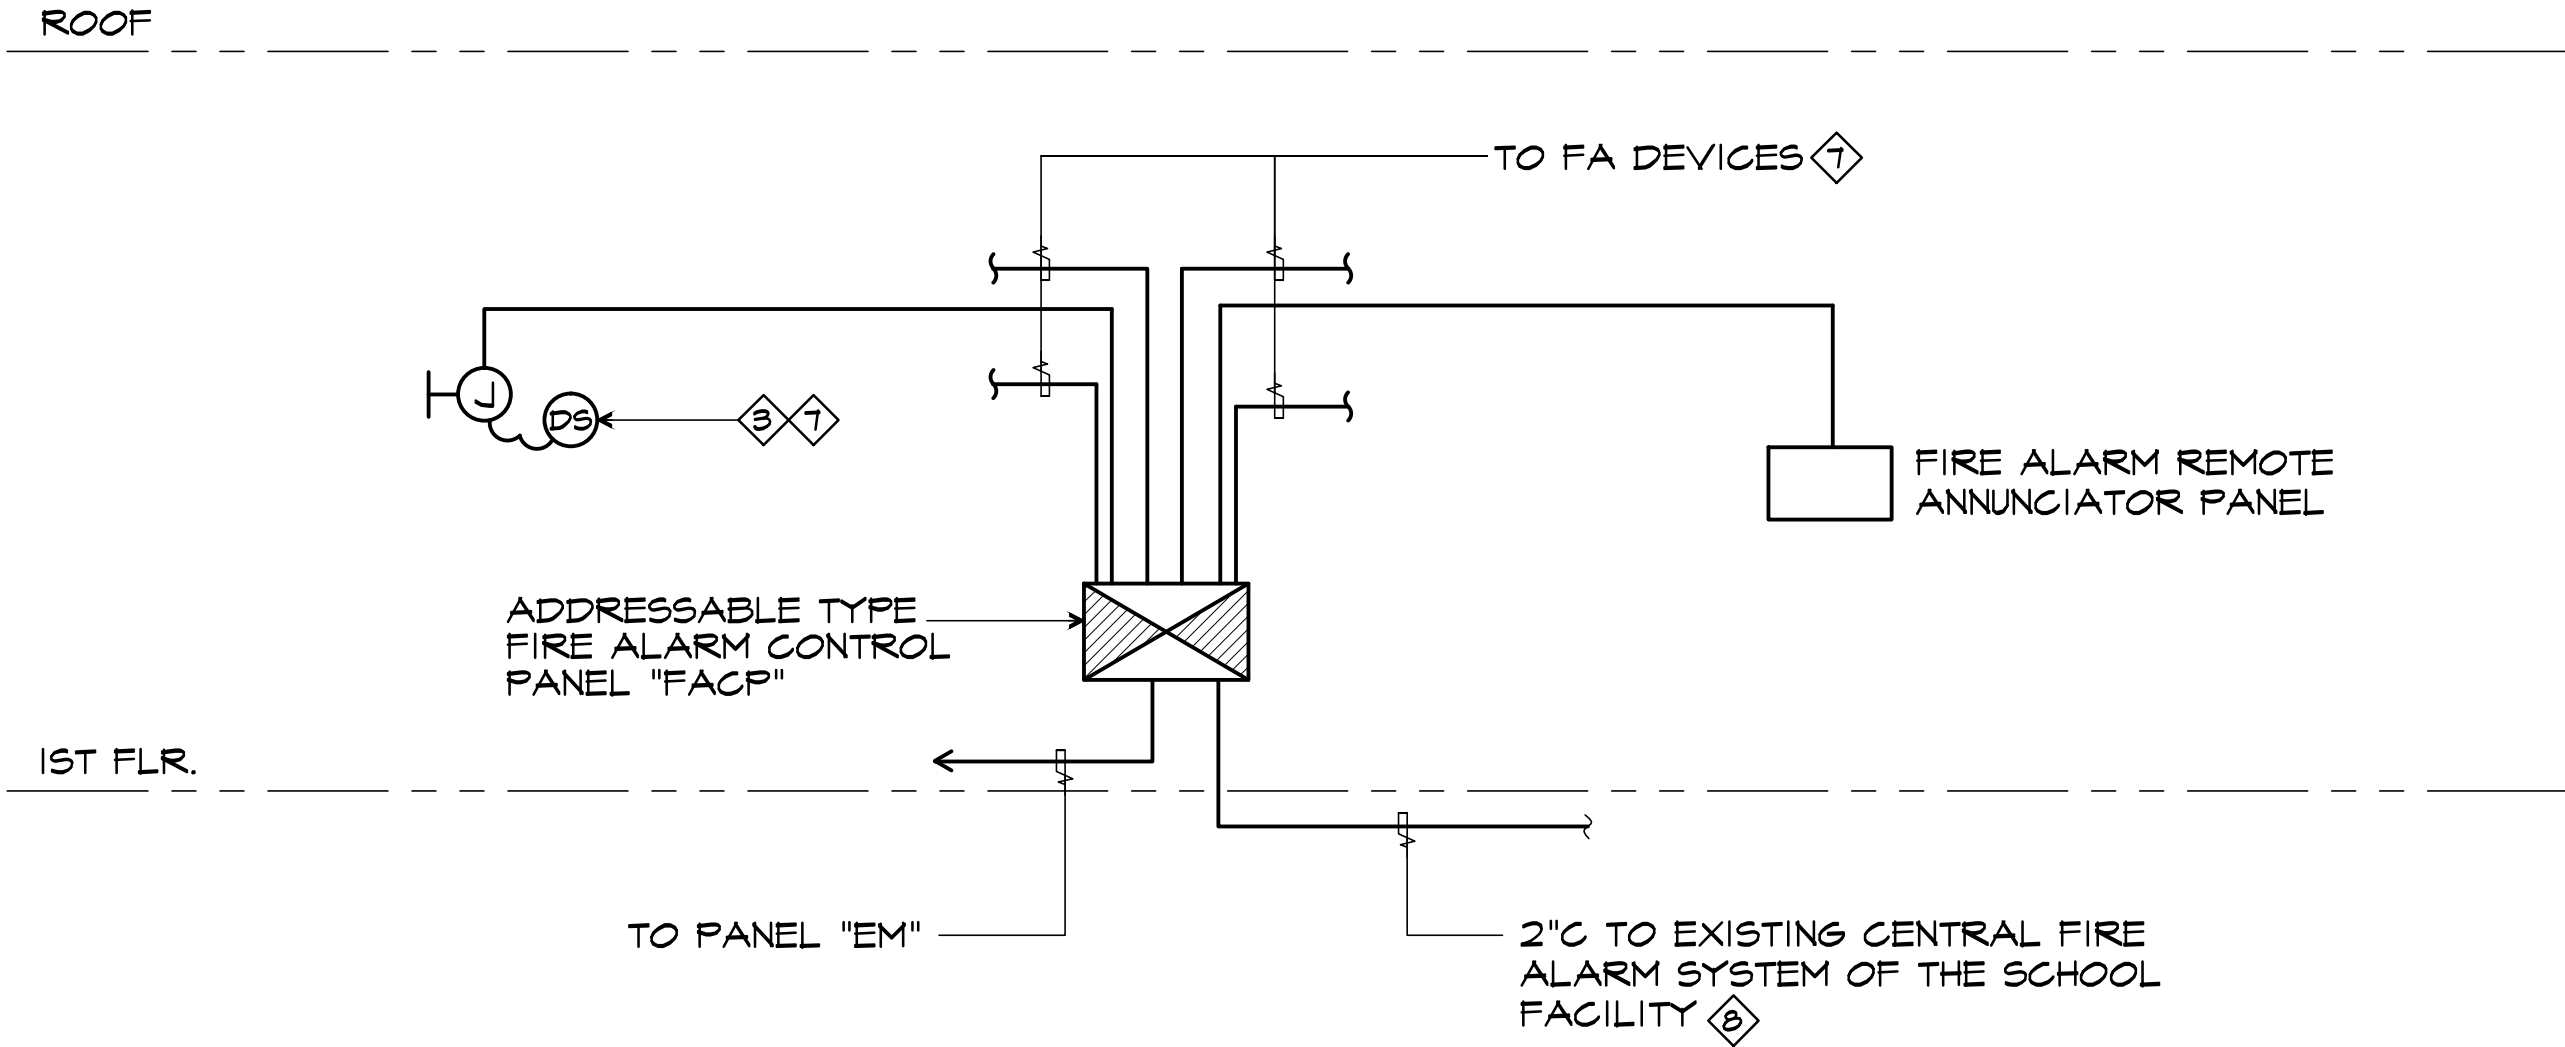 ROOF
TO FA DEVICES 7
J
DS
3 7
FIRE ALARM REMOTE
ANNUNCIATOR PANEL
ADDRESSABLE TYPE
FIRE ALARM CONTROL
PANEL "FACP"
1ST FLR.
TO PANEL "EM"
2"C TO EXISTING CENTRAL FIRE
ALARM SYSTEM OF THE SCHOOL
FACILITY 8